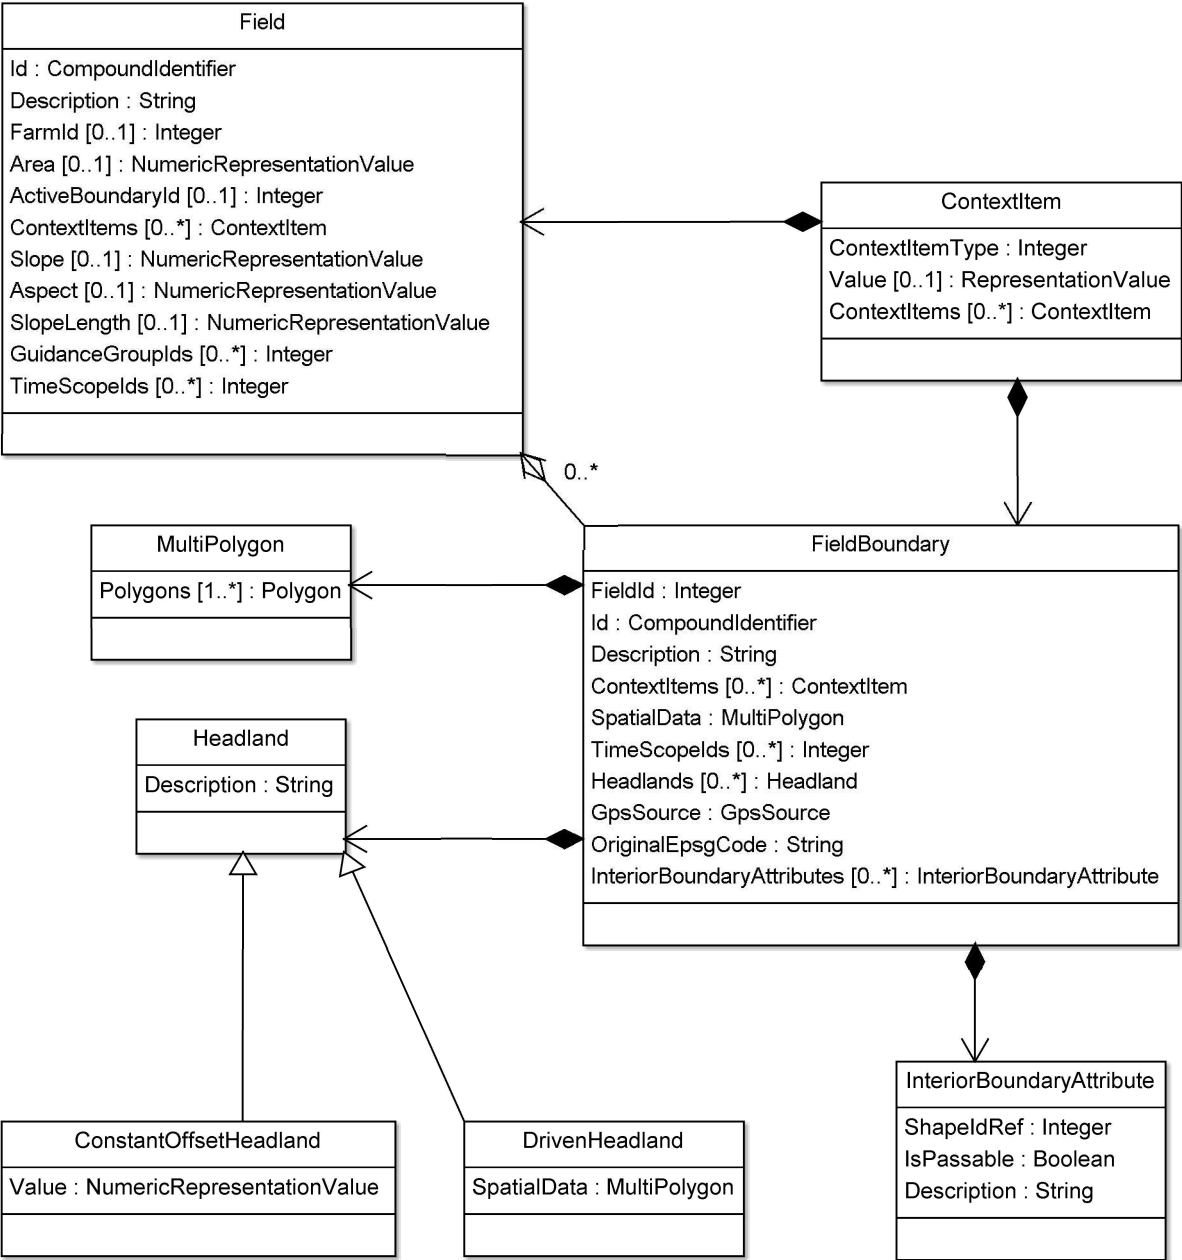 Field
Id : CompoundIdentifier
Description : String
FarmId [0..1] : Integer
Area [0..1] : NumericRepresentationValue
ActiveBoundaryId [0..1] : Integer
ContextItems [0..*] : ContextItem
Slope [0..1] : NumericRepresentationValue
Aspect [0..1] : NumericRepresentationValue
SlopeLength [0..1] : NumericRepresentationValue
GuidanceGroupIds [0..*] : Integer
TimeScopeIds [0..*] : Integer
ContextItem
ContextItemType : Integer
Value [0..1] : RepresentationValue
ContextItems [0..*] : ContextItem
0..*
MultiPolygon
Polygons [1..*] : Polygon
FieldBoundary
FieldId : Integer
Id : CompoundIdentifier
Description : String
ContextItems [0..*] : ContextItem
SpatialData : MultiPolygon
TimeScopeIds [0..*] : Integer
Headlands [0..*] : Headland
GpsSource : GpsSource
OriginalEpsgCode : String
InteriorBoundaryAttributes [0..*] : InteriorBoundaryAttribute
Headland
Description : String
ConstantOffsetHeadland
Value : NumericRepresentationValue
DrivenHeadland
SpatialData : MultiPolygon
InteriorBoundaryAttribute
ShapeIdRef : Integer
IsPassable : Boolean
Description : String